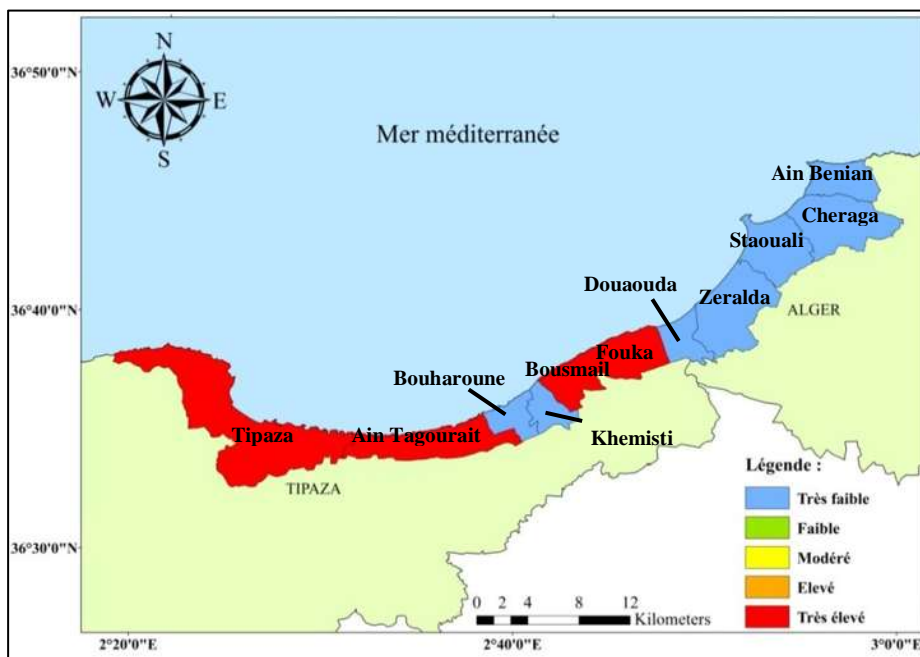 36°50'0"N
N
W E
S
Mer méditerranée
Ain Benian
Cheraga
Staouali
Douaouda
Zeralda
36°40'0"N
ALGER
Fouka
Bouharoune
Bousmail
Tipaza
Ain Tagourait
Khemisti
TIPAZA
Légende :
Très faible
Faible
Modéré
Elevé
Très élevé
36°30'0"N
0 2 4 8 12
Kilometers
2°20'0"E
2°40'0"E
3°0'0"E